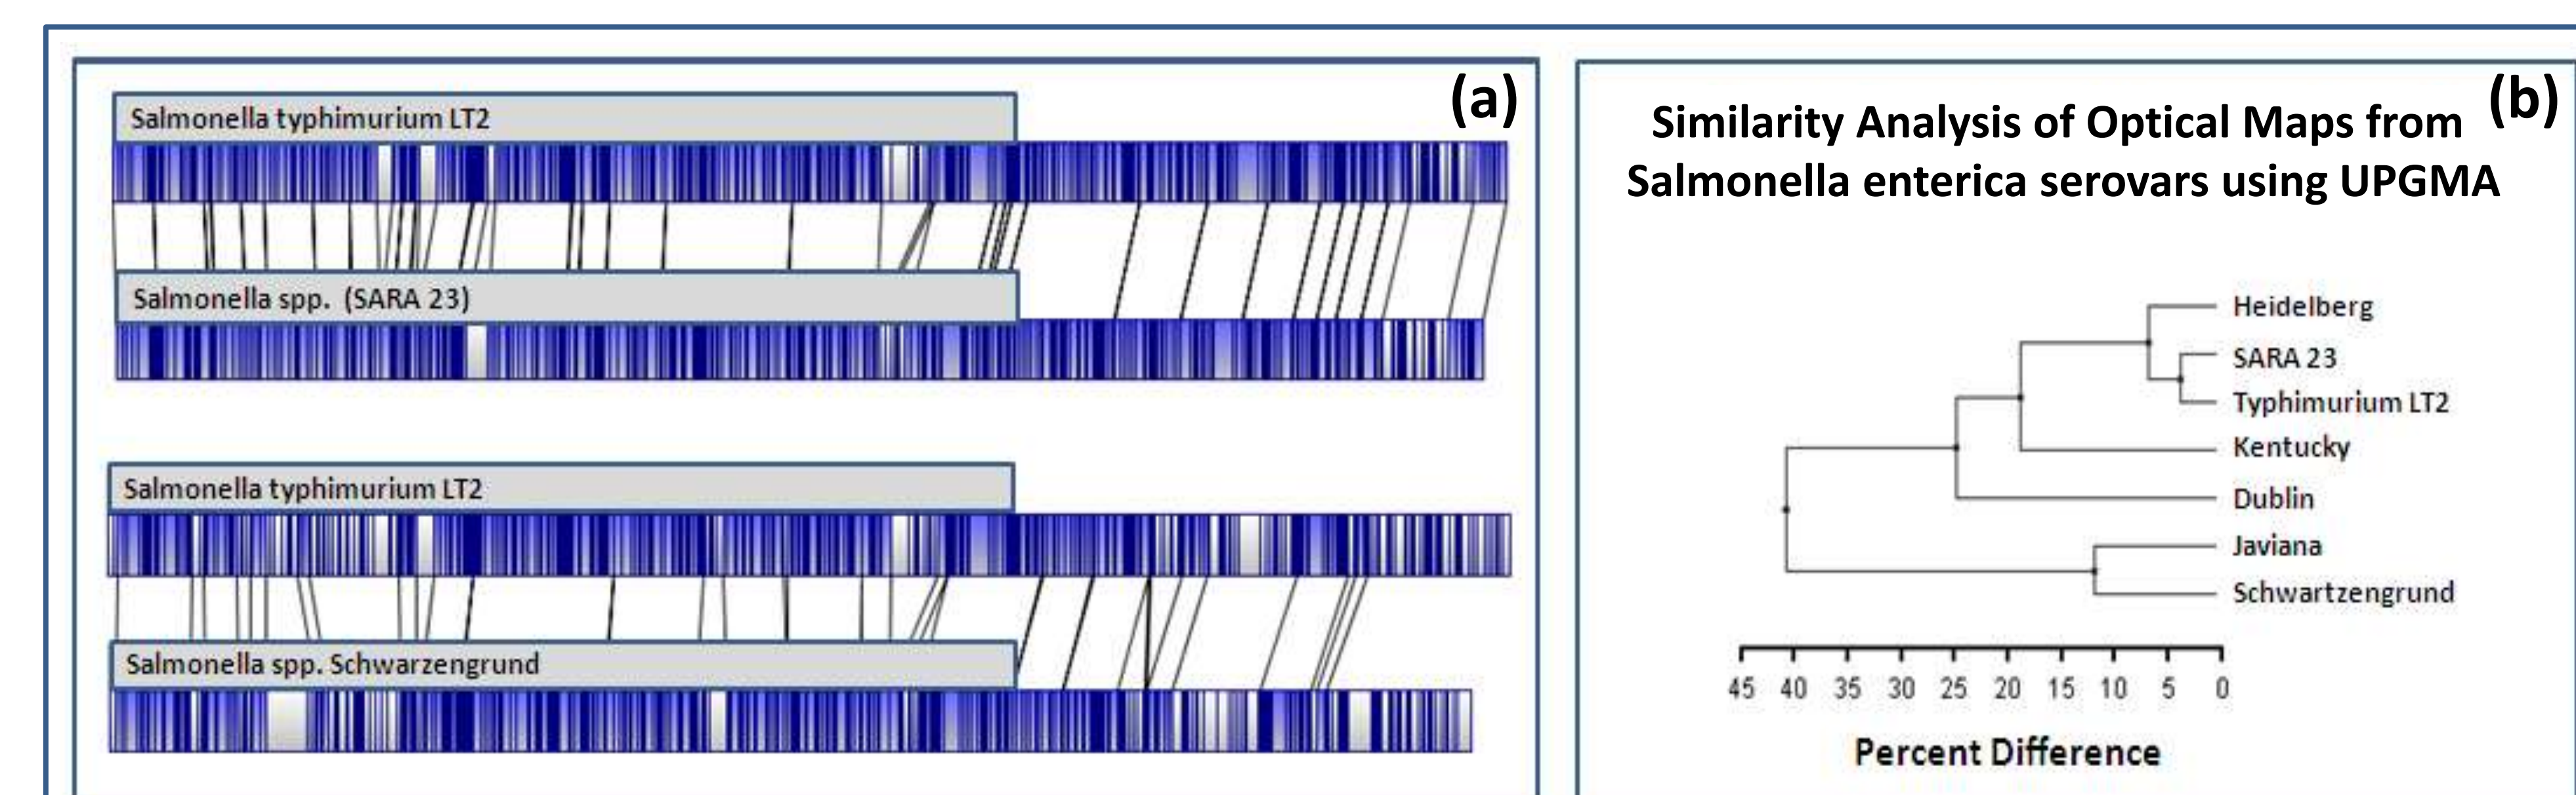 (a)
Salmonella typhimurium LT2
Salmonella spp. (SARA 23)
Salmonella typhimurium LT2
Salmonella spp. Schwarzengrund
(b)
Similarity Analysis of Optical Maps from
Salmonella enterica serovars using UPGMA
Heidelberg
SARA 23
Typhimurium LT2
Kentucky
Dublin
Javiana
Schwartzengrund
45 40 35 30 25 20 15 10 5 0
Percent Difference